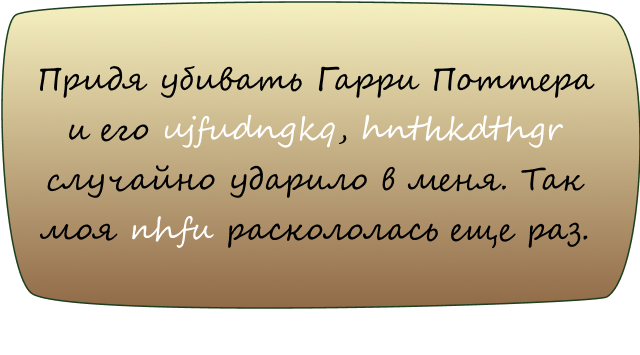 Придя убивать Гарри Поттера
и его ujfudngkq, hnthkdthgr
случайно ударило в меня. Так
моя nhfu раскололась еще раз.